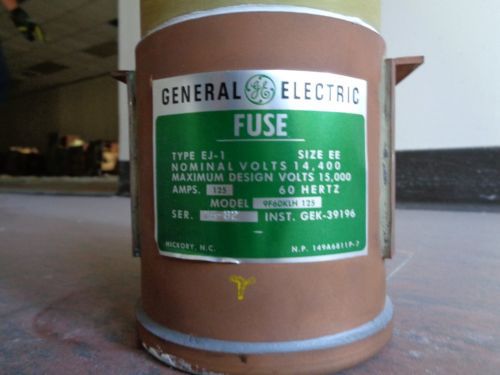 GENERAL GE ELECTRIC
FUSE
TYPE EJ-1 SIZE EE
NOMINAL VOLTS 14,400
MAXIMUM DESIGN VOLTS 15,000
AMPS. 125 60 HERTZ
MODEL 9F60KLN 125
SER. INST. GEK-39196
HICKORY, N.C. N.P. 149A6811P-7